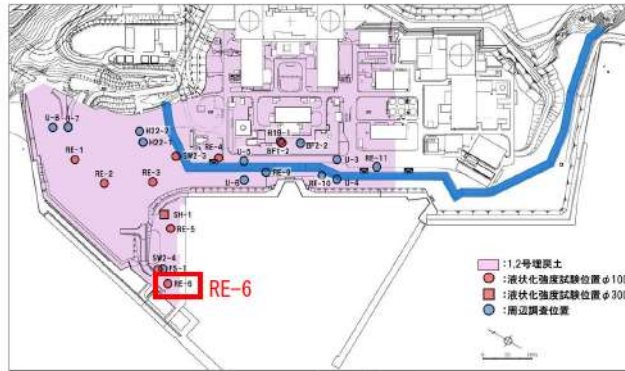 U-8
U-7
H22-2
H22-7
RE-1
RE-2
RE-3
SW2-3
RE-4
H19-1
BF1-2
BF2-2
U-5
U-3
RE-11
RE-9
RE-10
U-6
U-4
SH-1
RE-5
SW2-4
RE-6
RE-6
:1,2号埋戻土
:液状化強度試験位置φ100
:液状化強度試験位置φ300
:周辺調査位置